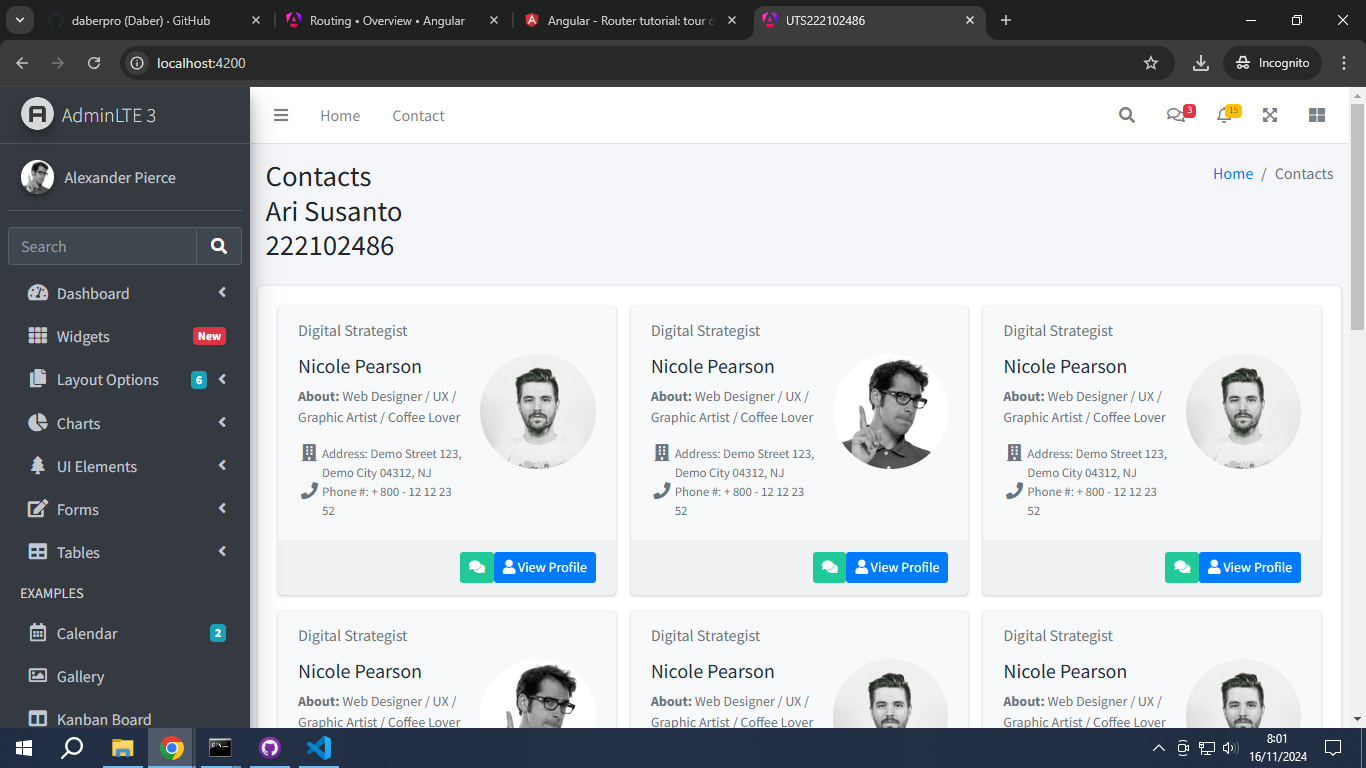 daberpro (Daber) · GitHub
Routing • Overview • Angular
Angular - Router tutorial: tour o
UTS222102486
localhost:4200
Incognito
AdminLTE 3
Home
Contact
3
15
Alexander Pierce
Search
Dashboard
Widgets
New
Layout Options
6
Charts
UI Elements
Forms
Tables
EXAMPLES
Calendar
2
Gallery
Kanban Board
Contacts
Ari Susanto
222102486
Home / Contacts
Digital Strategist
Nicole Pearson
About: Web Designer / UX /
Graphic Artist / Coffee Lover
Address: Demo Street 123,
Demo City 04312, NJ
Phone #: + 800 - 12 12 23
52
View Profile
Digital Strategist
Nicole Pearson
About: Web Designer / UX /
Graphic Artist / Coffee Lover
Address: Demo Street 123,
Demo City 04312, NJ
Phone #: + 800 - 12 12 23
52
View Profile
Digital Strategist
Nicole Pearson
About: Web Designer / UX /
Graphic Artist / Coffee Lover
Address: Demo Street 123,
Demo City 04312, NJ
Phone #: + 800 - 12 12 23
52
View Profile
Digital Strategist
Nicole Pearson
About: Web Designer / UX /
Graphic Artist / Coffee Lover
Digital Strategist
Nicole Pearson
About: Web Designer / UX /
Graphic Artist / Coffee Lover
Digital Strategist
Nicole Pearson
About: Web Designer / UX /
Graphic Artist / Coffee Lover
8:01
16/11/2024